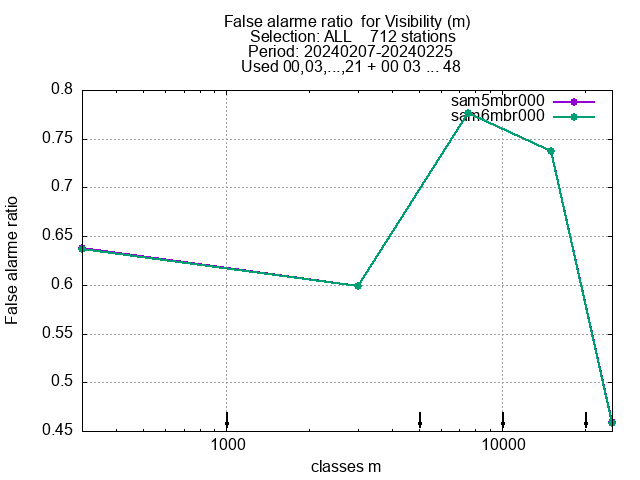 False alarme ratio  for Visibility (m)
Selection: ALL    712 stations
Period: 20240207-20240225
Used 00,03,...,21 + 00 03 ... 48
sam5mbr000
sam6mbr000
0.8
0.75
0.7
0.65
0.6
0.55
0.5
0.45
False alarme ratio
1000
10000
classes m